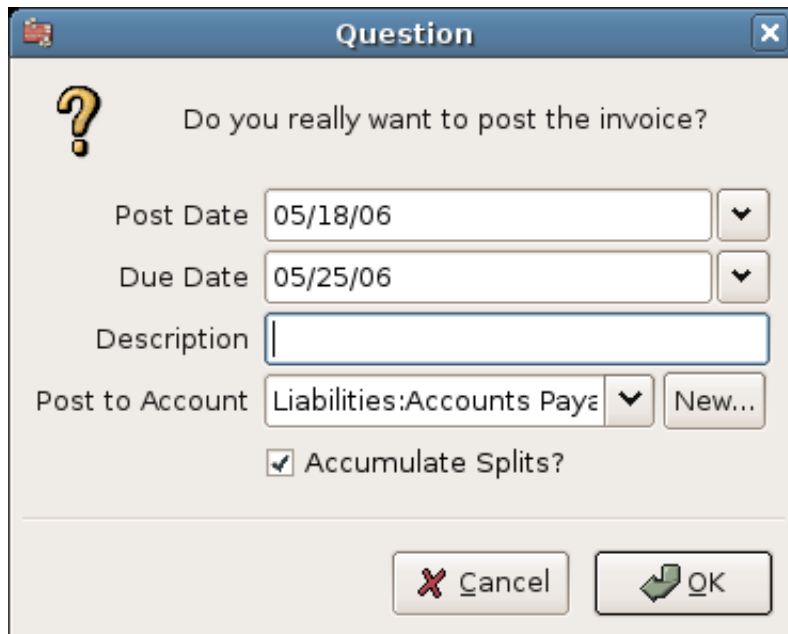 Question
Do you really want to post the invoice?
Post Date 05/18/06
Due Date 05/25/06
Description
Post to Account Liabilities:Accounts Paya New...
Accumulate Splits?
Cancel OK